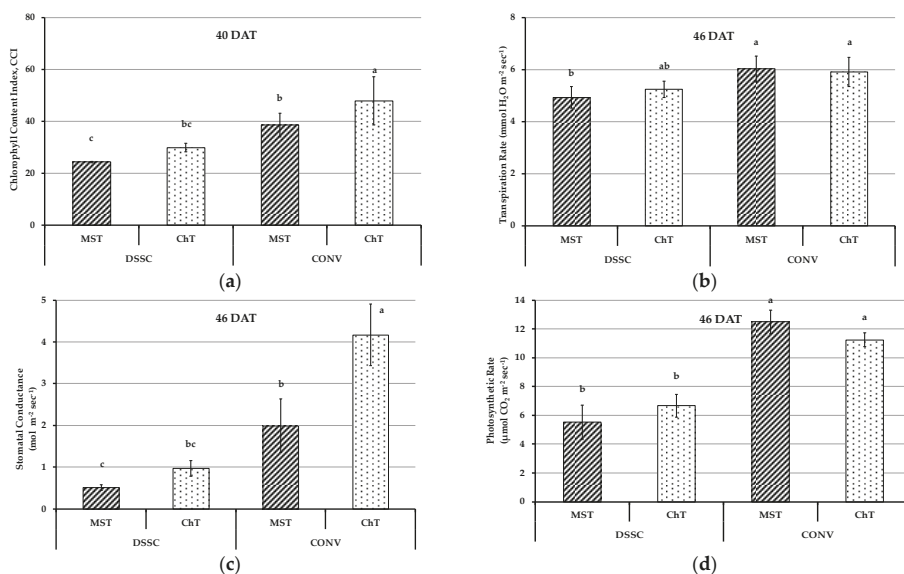 80
40 DAT
a
60
b
40
bc
c
20
0
Chlorophyll Content Index, CCI
MST
ChT
MST
ChT
DSSC
CONV
(a)
8
46 DAT
a
a
ab
b
6
4
2
0
Transpiration Rate (mmol H₂O m⁻² sec⁻¹)
MST
ChT
MST
ChT
DSSC
CONV
(b)
5
46 DAT
a
4
3
b
2
bc
c
1
0
Stomatal Conductance
(mol m⁻² sec⁻¹)
MST
ChT
MST
ChT
DSSC
CONV
(c)
14
46 DAT
a
a
12
10
b
b
8
6
4
2
0
Photosynthetic Rate
(µmol CO₂ m⁻² sec⁻¹)
MST
ChT
MST
ChT
DSSC
CONV
(d)